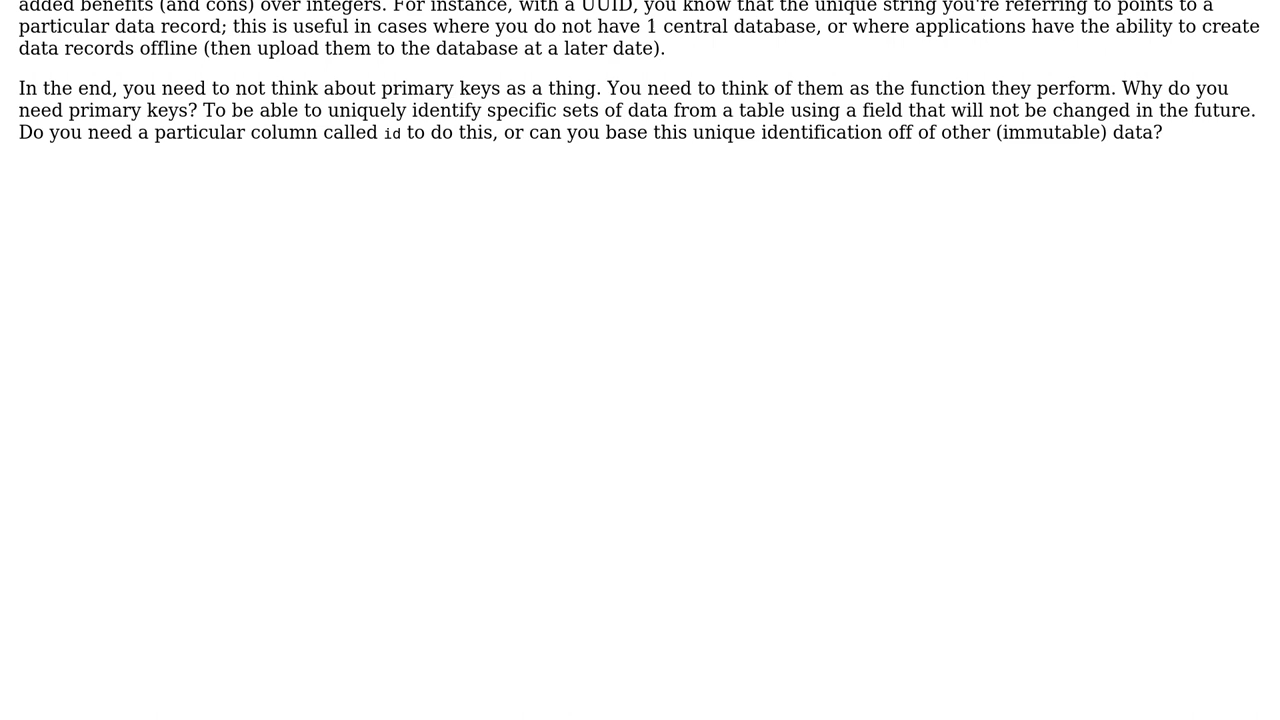 added benefits (and cons) over integers. For instance, with a UUID, you know that the unique string you're referring to points to a
particular data record; this is useful in cases where you do not have 1 central database, or where applications have the ability to create
data records offline (then upload them to the database at a later date).
In the end, you need to not think about primary keys as a thing. You need to think of them as the function they perform. Why do you
need primary keys? To be able to uniquely identify specific sets of data from a table using a field that will not be changed in the future.
Do you need a particular column called id to do this, or can you base this unique identification off of other (immutable) data?